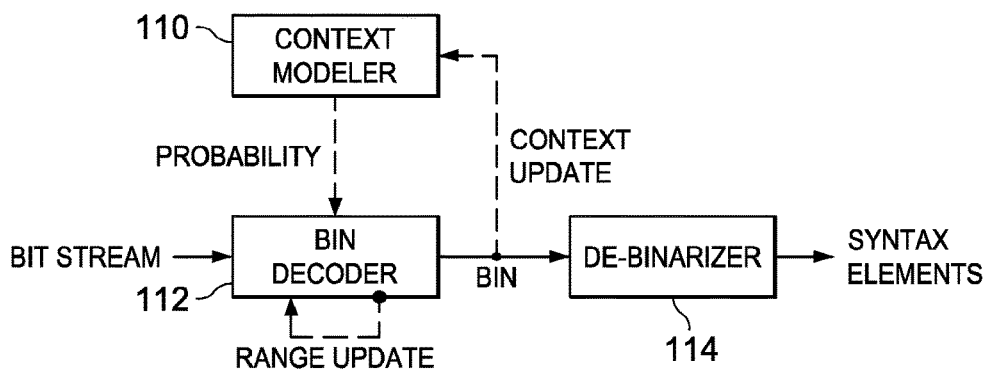 110
CONTEXT
MODELER
PROBABILITY
CONTEXT
UPDATE
BIT STREAM
BIN
DECODER
BIN
DE-BINARIZER
SYNTAX
ELEMENTS
112
RANGE UPDATE
114